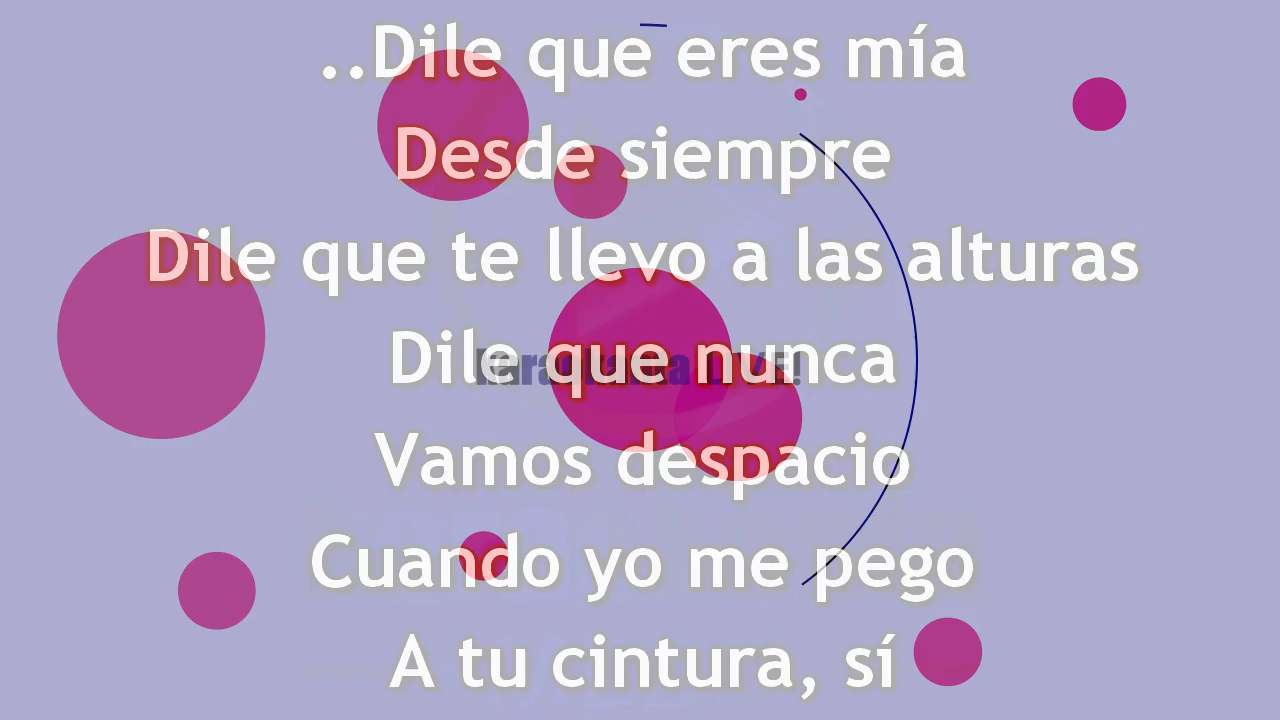 ..Dile que eres mía
Desde siempre
Dile que te llevo a las alturas
Dile que nunca
Vamos despacio
Cuando yo me pego
A tu cintura, sí